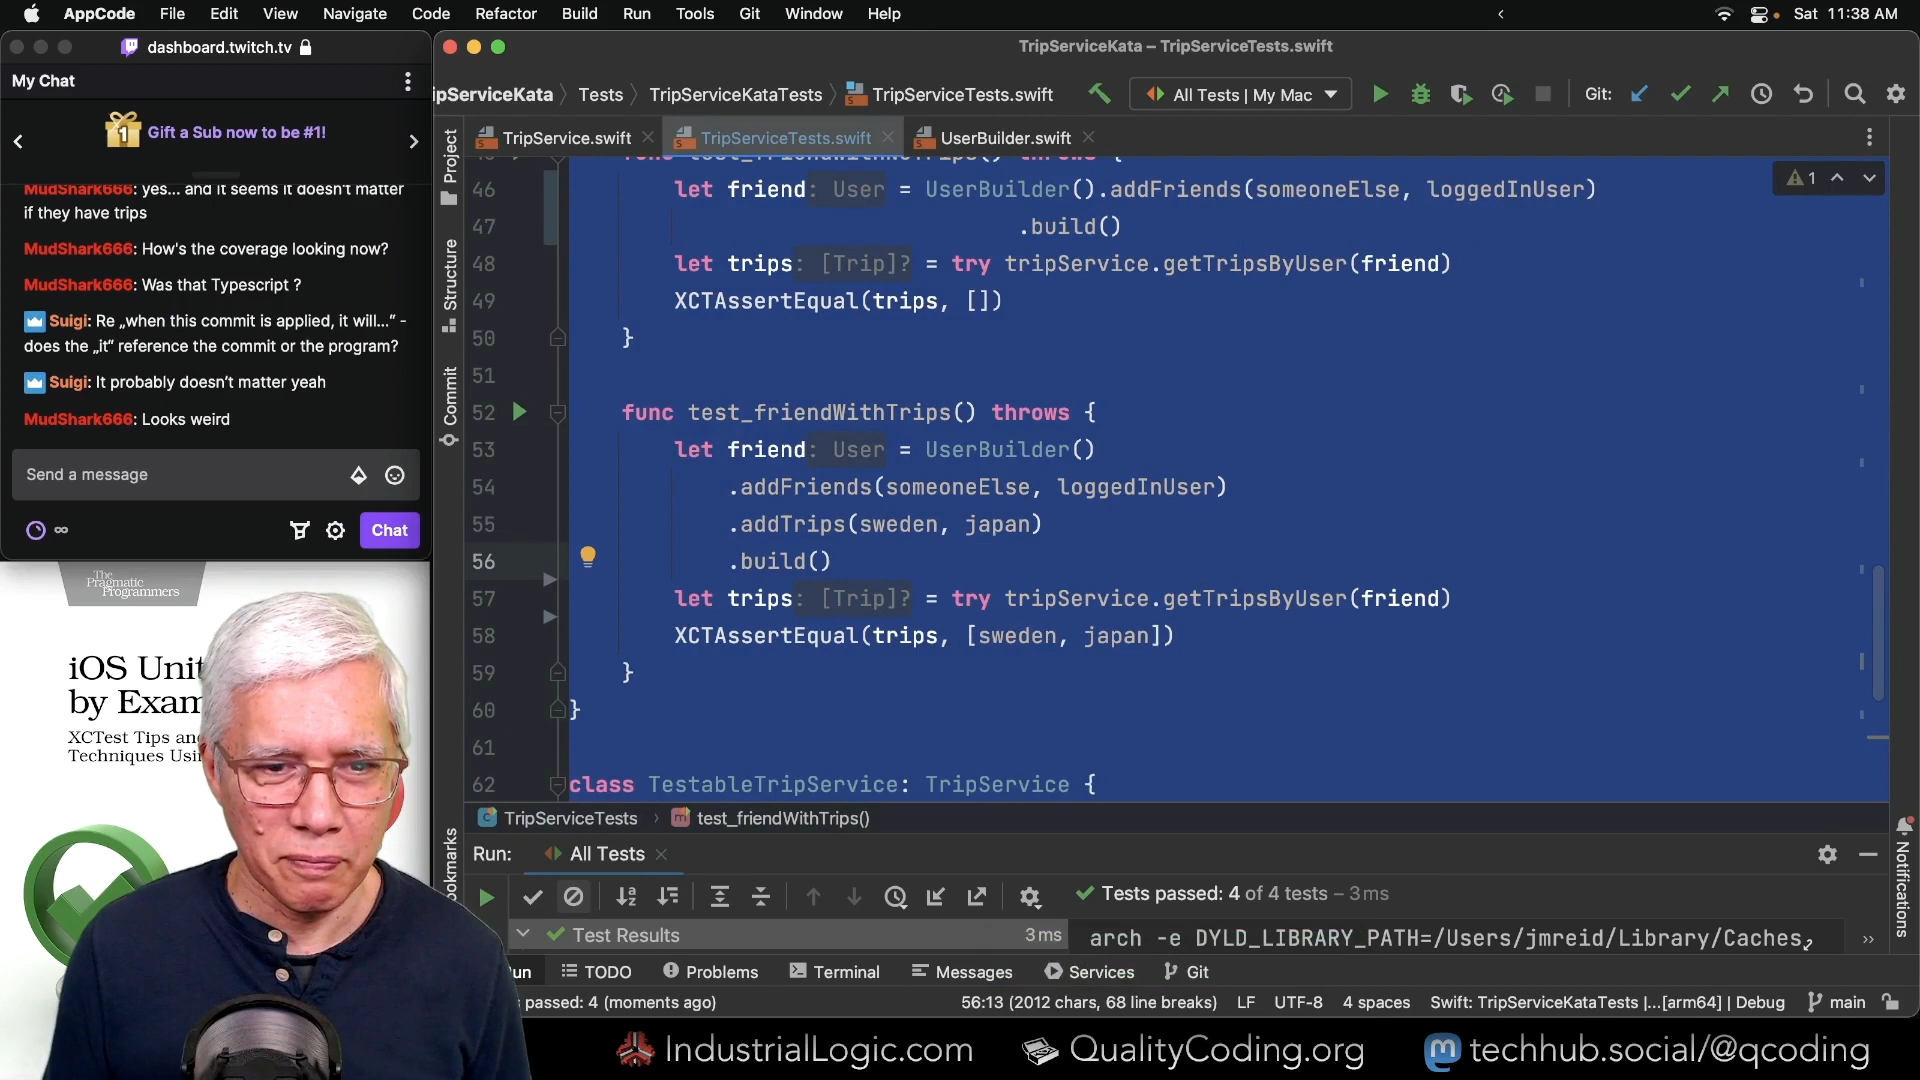 AppCode File Edit View Navigate Code Refactor Build Run Tools Git Window Help Sat 11:38 AM
dashboard.twitch.tv
My Chat
1 Gift a Sub now to be #1!
MudShark666: yes... and it seems it doesn't matter
if they have trips
MudShark666: How's the coverage looking now?
MudShark666: Was that Typescript ?
Suigi: Re „when this commit is applied, it will...“ -
does the „it“ reference the commit or the program?
Suigi: It probably doesn't matter yeah
MudShark666: Looks weird
Send a message
∞
Chat
The
Pragmatic
Programmers
iOS Unit
by Exam
XCTest Tips an
Techniques Usi
TripServiceKata – TripServiceTests.swift
pServiceKata Tests TripServiceKataTests TripServiceTests.swift All Tests | My Mac Git:
TripService.swift TripServiceTests.swift UserBuilder.swift
Project
Structure
Commit
ookmarks
Notifications
1
func test_friendWithNoTrips() throws {
46 let friend: User = UserBuilder().addFriends(someoneElse, loggedInUser)
47 .build()
48 let trips: [Trip]? = try tripService.getTripsByUser(friend)
49 XCTAssertEqual(trips, [])
50 }
51
52 func test_friendWithTrips() throws {
53 let friend: User = UserBuilder()
54 .addFriends(someoneElse, loggedInUser)
55 .addTrips(sweden, japan)
56 .build()
57 let trips: [Trip]? = try tripService.getTripsByUser(friend)
58 XCTAssertEqual(trips, [sweden, japan])
59 }
60 }
61
62 class TestableTripService: TripService {
TripServiceTests test_friendWithTrips()
Run: All Tests
Tests passed: 4 of 4 tests – 3ms
Test Results 3ms arch -e DYLD_LIBRARY_PATH=/Users/jmreid/Library/Caches
un TODO Problems Terminal Messages Services Git
passed: 4 (moments ago) 56:13 (2012 chars, 68 line breaks) LF UTF-8 4 spaces Swift: TripServiceKataTests |...[arm64] | Debug main
IndustrialLogic.com QualityCoding.org techhub.social/@qcoding